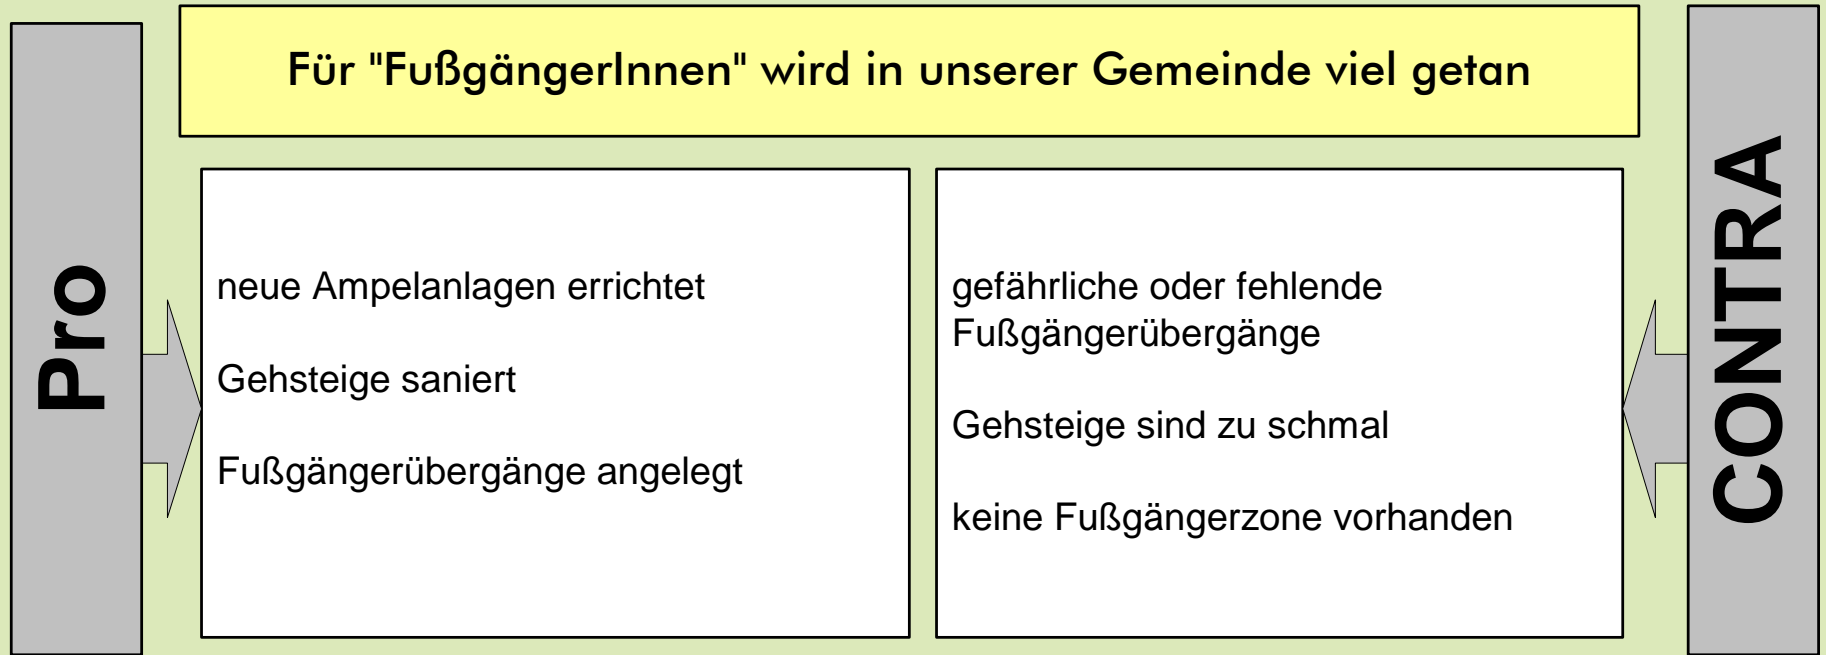 Für "FußgängerInnen" wird in unserer Gemeinde viel getan
Pro
neue Ampelanlagen errichtet
Gehsteige saniert
Fußgängerübergänge angelegt
gefährliche oder fehlende
Fußgängerübergänge
Gehsteige sind zu schmal
keine Fußgängerzone vorhanden
CONTRA